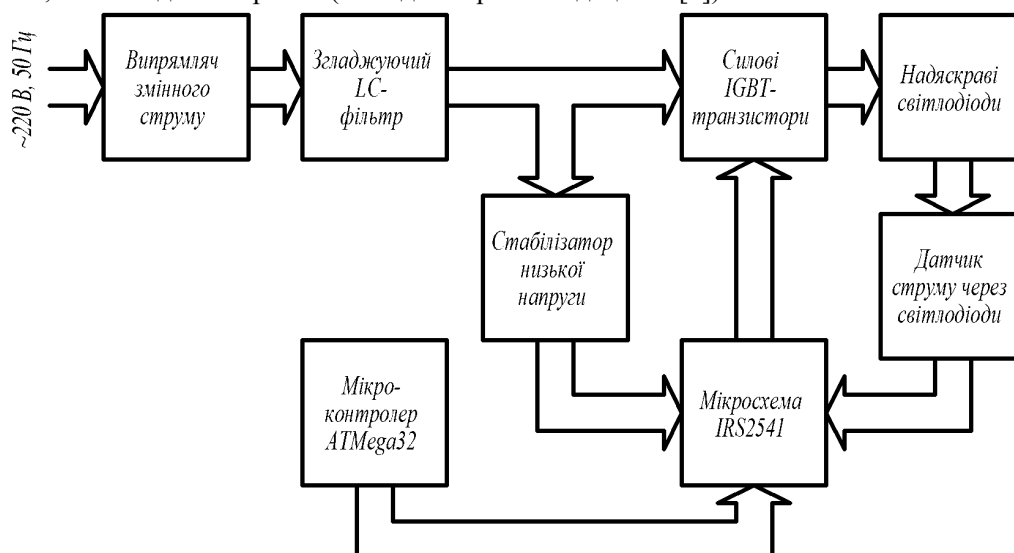 ~220 В, 50 Гц
Випрямляч
змінного
струму
Згладжуючий
LC-
фільтр
Силові
IGBT-
транзистори
Надяскраві
світлодіоди
Стабілізатор
низької
напруги
Датчик
струму через
світлодіоди
Мікро-
контролер
ATMega32
Мікросхема
IRS2541